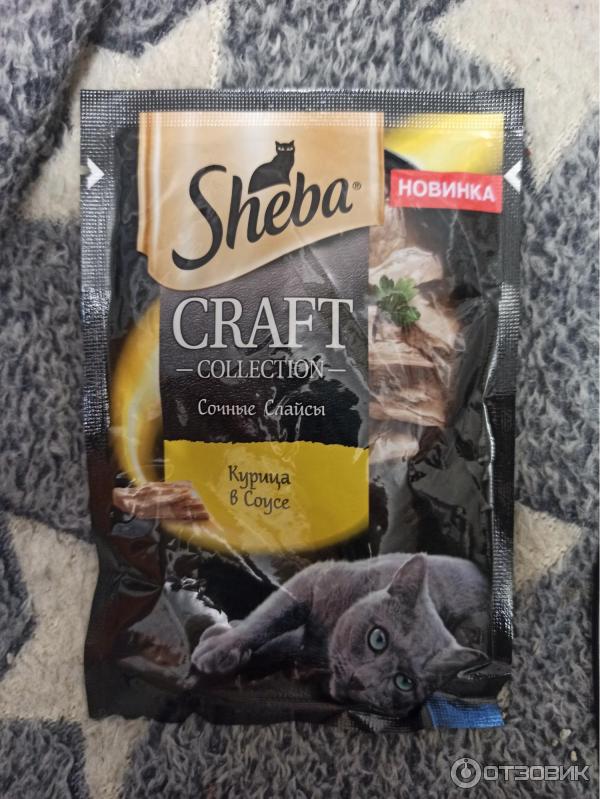 Sheba®
НОВИНКА
CRAFT
COLLECTION
Сочные Слайсы
Курица
в Соусе
ОТЗОВИК